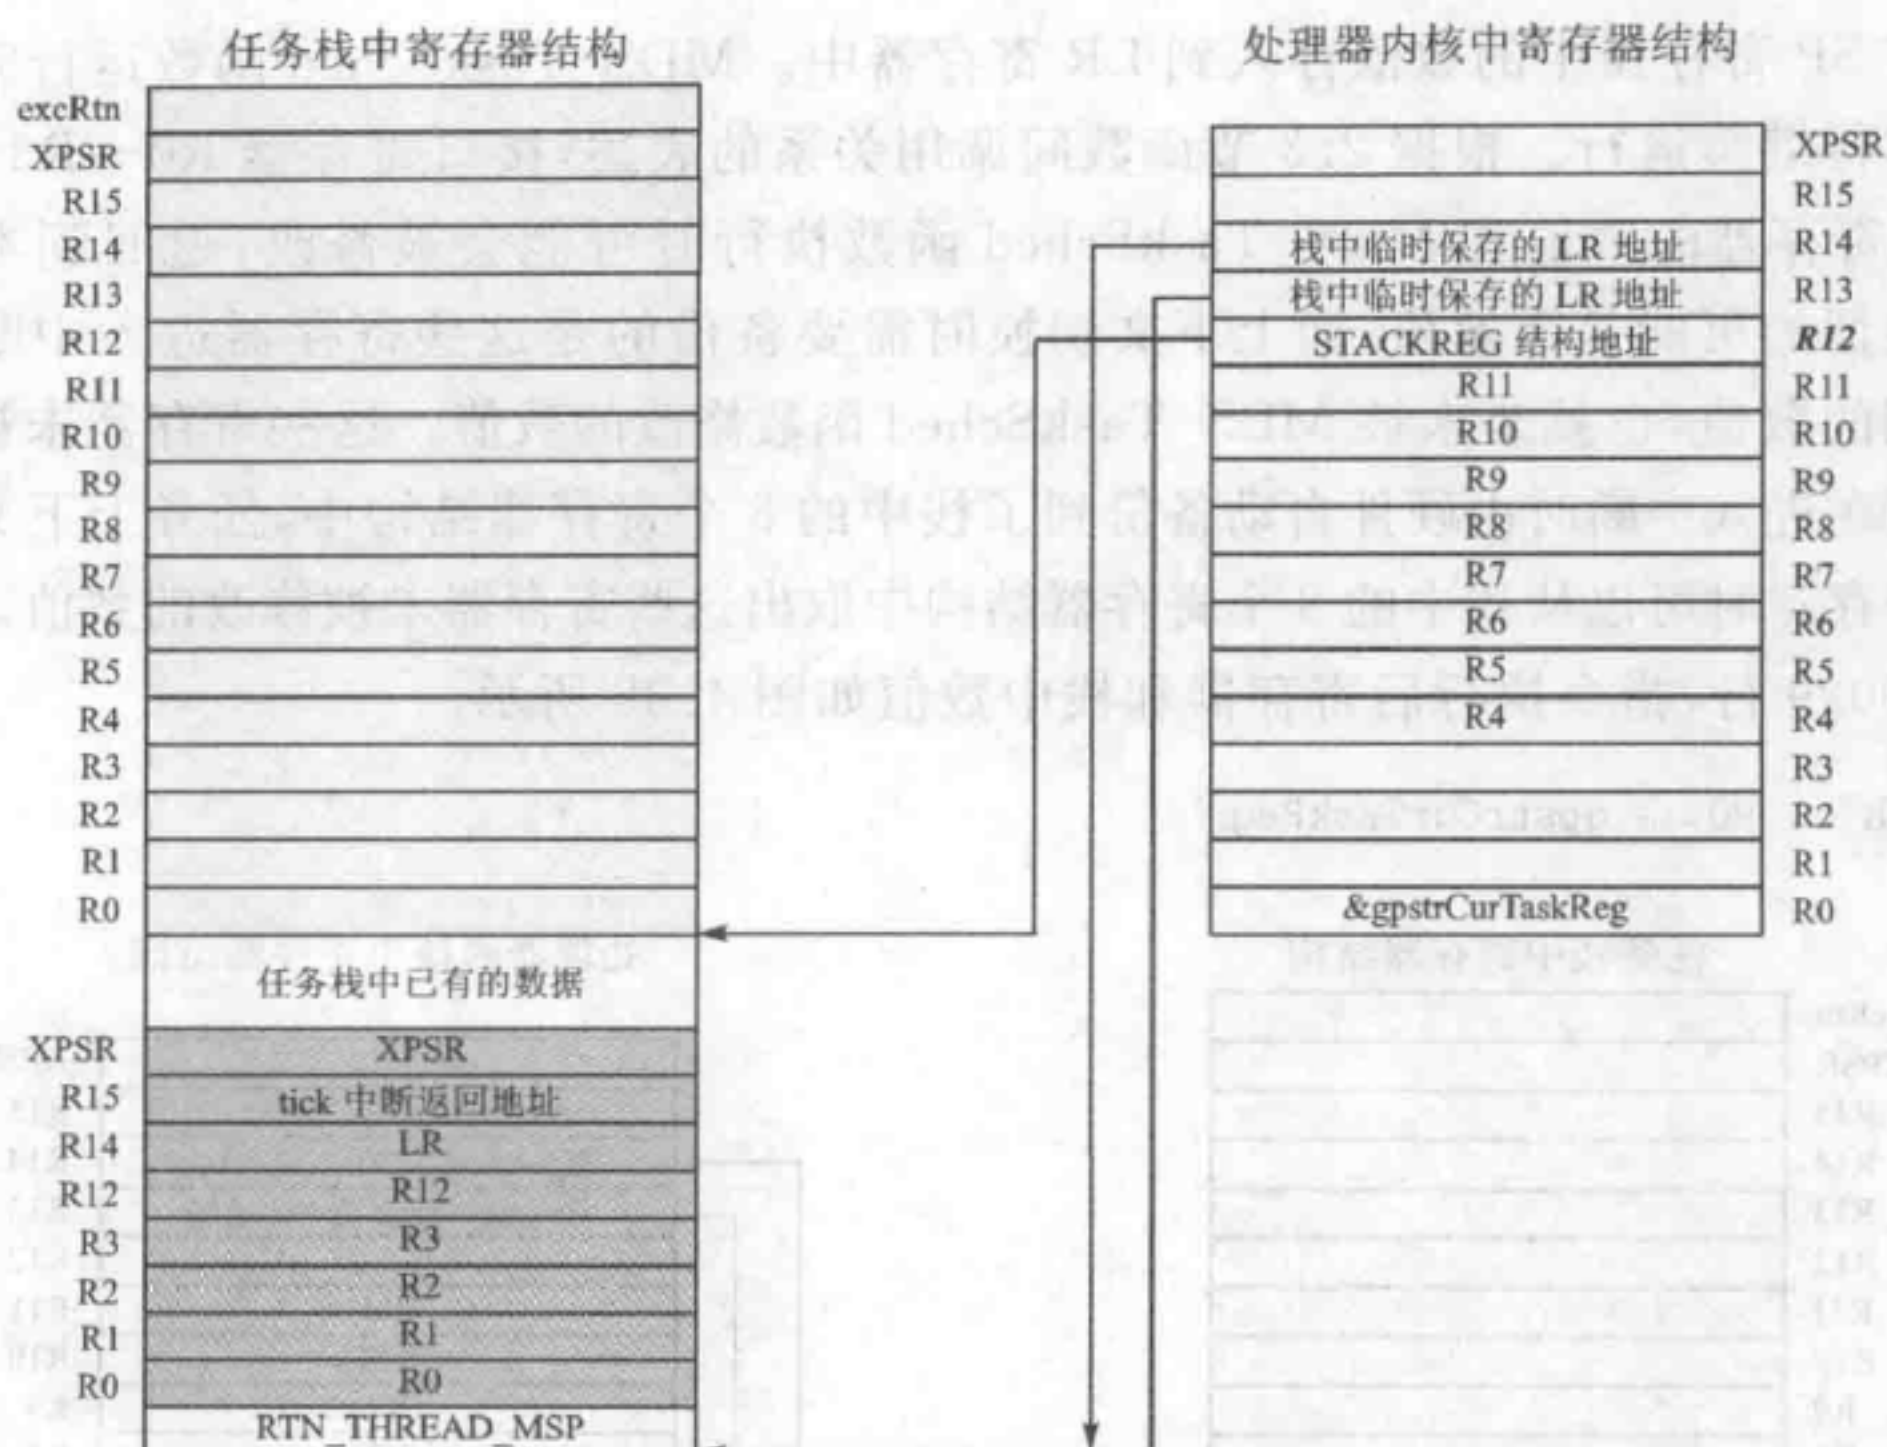 任务栈中寄存器结构
excRtn
XPSR
R15
R14
R13
R12
R11
R10
R9
R8
R7
R6
R5
R4
R3
R2
R1
R0
任务栈中已有的数据
XPSR XPSR
R15 tick 中断返回地址
R14 LR
R12 R12
R3 R3
R2 R2
R1 R1
R0 R0
RTN_THREAD_MSP
处理器内核中寄存器结构
XPSR
R15
栈中临时保存的 LR 地址 R14
栈中临时保存的 LR 地址 R13
STACKREG 结构地址 R12
R11 R11
R10 R10
R9 R9
R8 R8
R7 R7
R6 R6
R5 R5
R4 R4
R3
R2
R1
&gpstrCurTaskReg R0